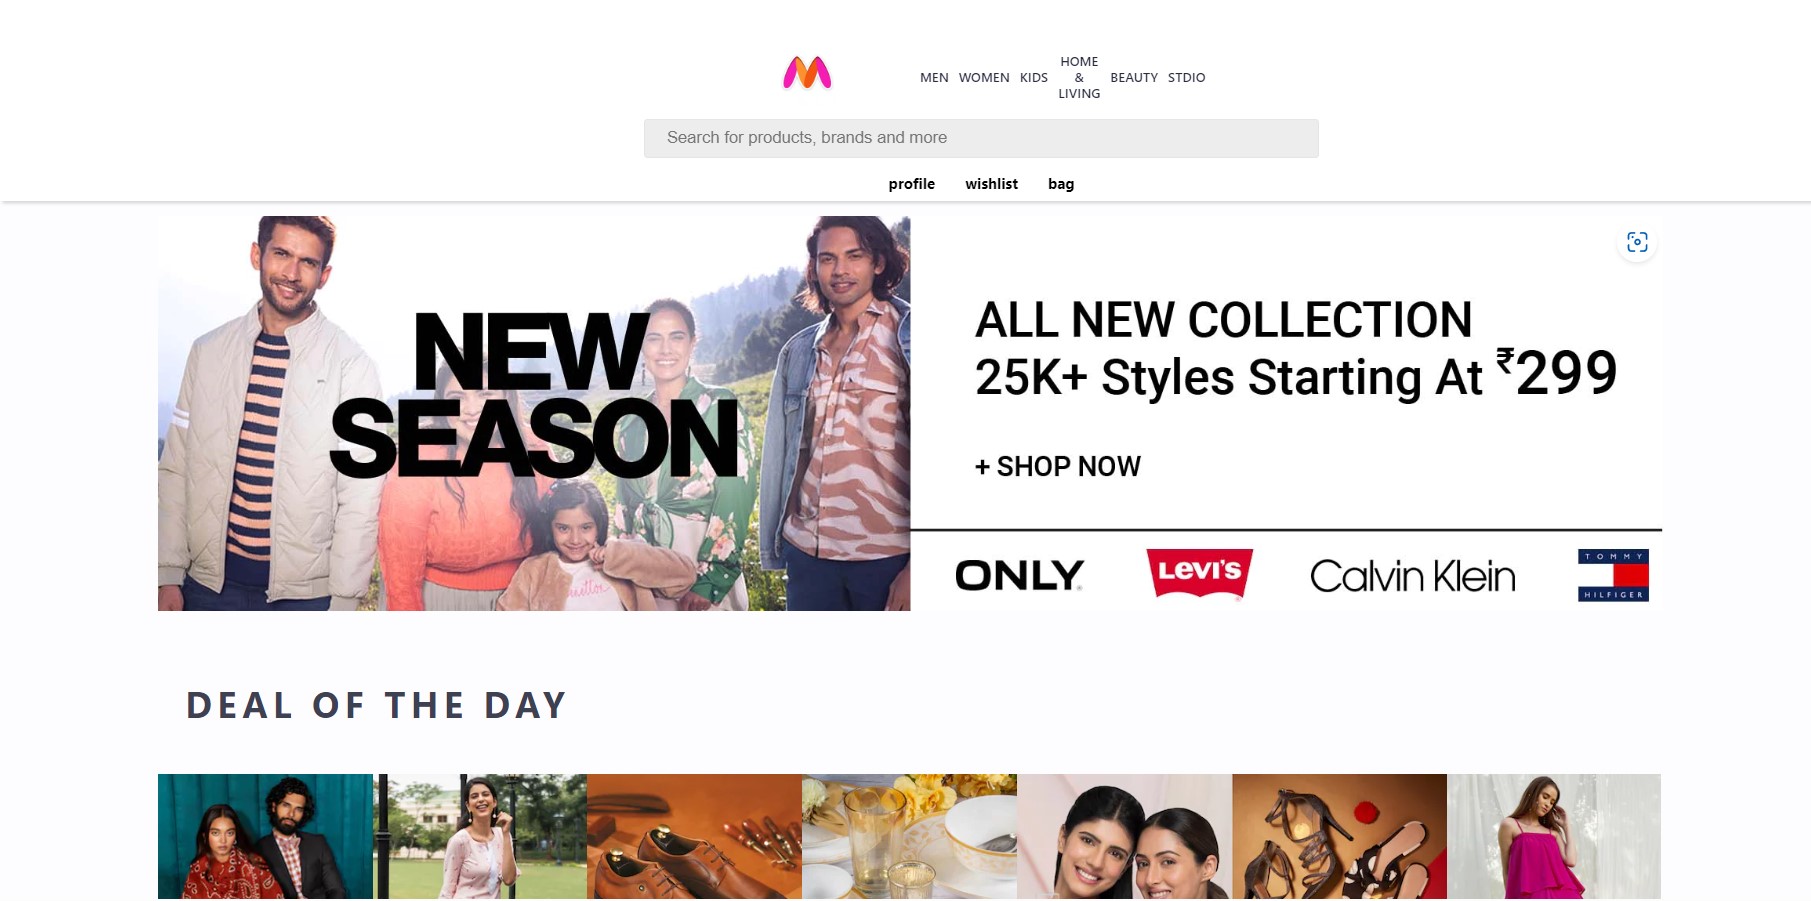 MEN WOMEN KIDS HOME & LIVING BEAUTY STDIO
Search for products, brands and more
profile wishlist bag
NEW
SEASON
ALL NEW COLLECTION
25K+ Styles Starting At ₹299
+ SHOP NOW
ONLY
Levi's
Calvin Klein
TOMMY
HILFIGER
benetton
DEAL OF THE DAY